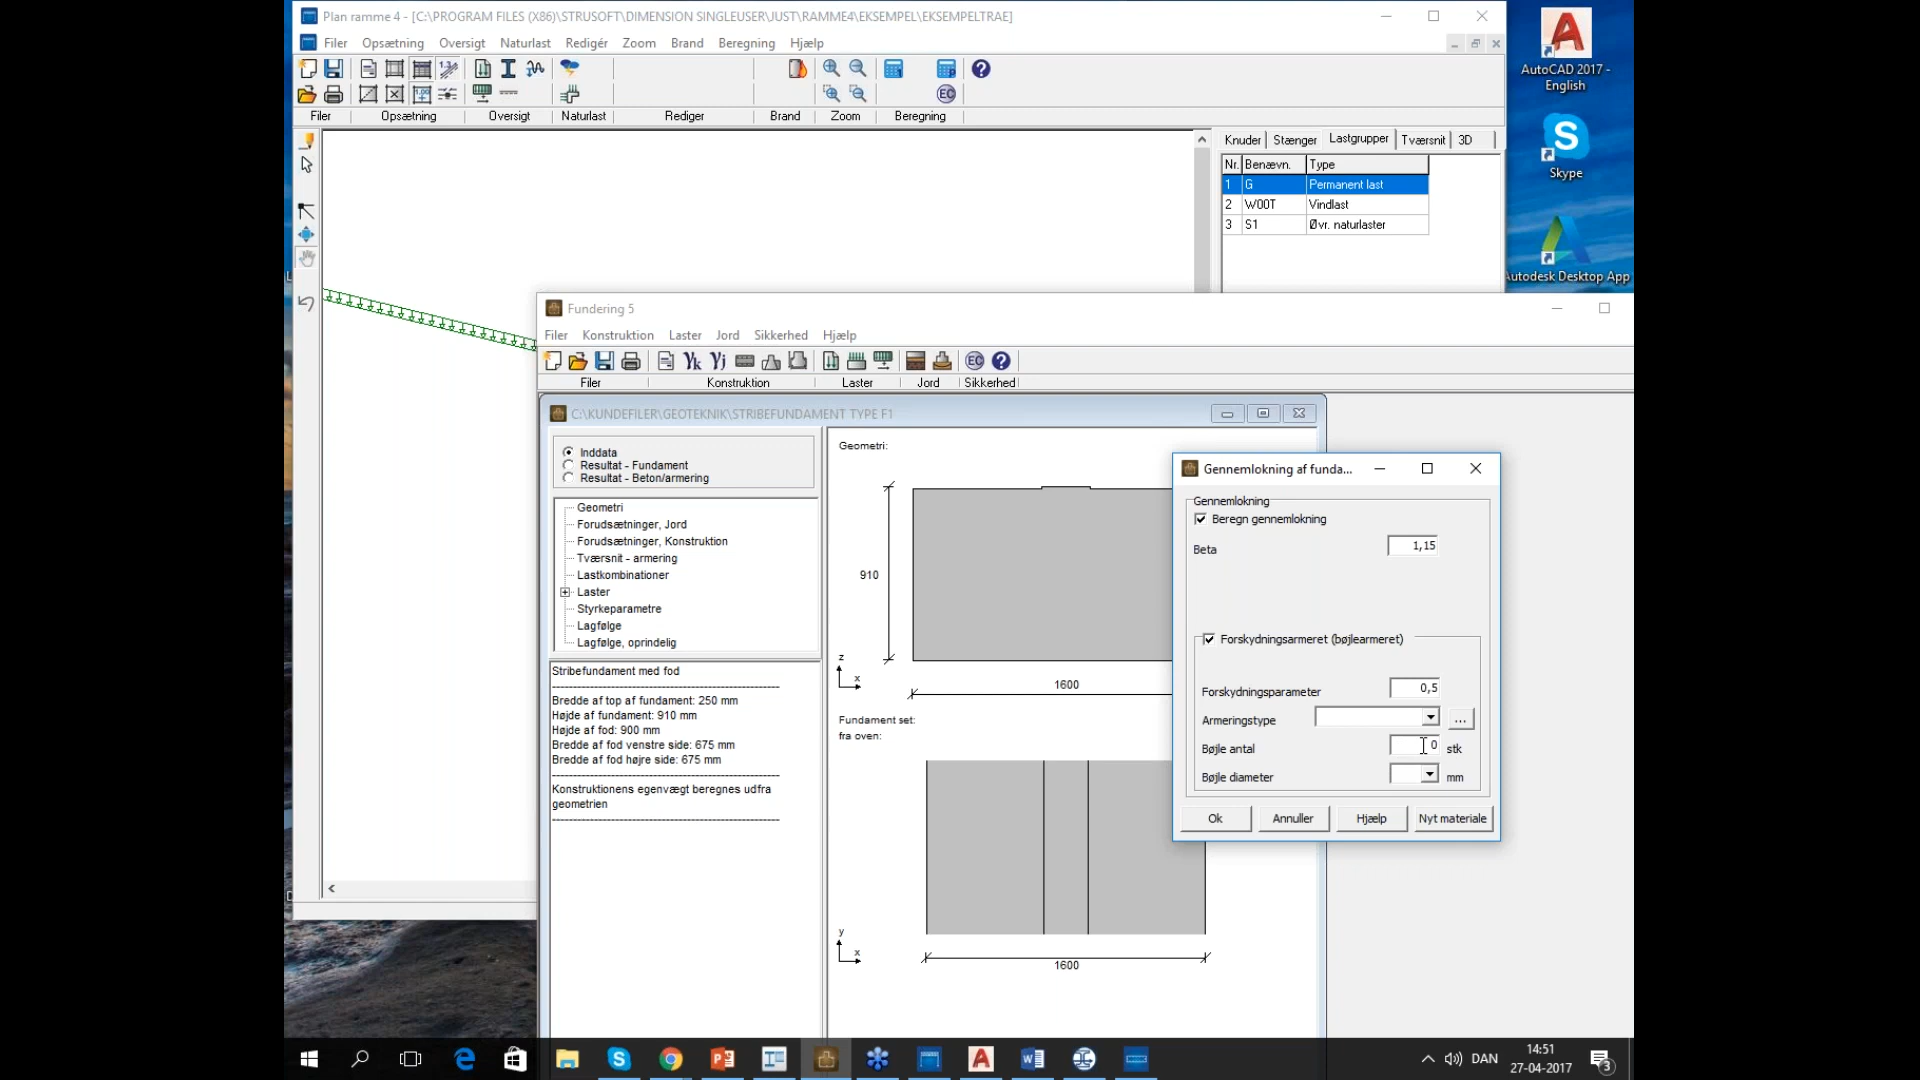 Plan ramme 4 - [C:\PROGRAM FILES (X86)\STRUSOFT\DIMENSION SINGLEUSER\JUST\RAMME4\EKSEMPEL\EKSEMPELTRAE]
Filer Opsætning Oversigt Naturlast Redigér Zoom Brand Beregning Hjælp
Filer Opsætning Oversigt Naturlast Rediger Brand Zoom Beregning
Knuder Stænger Lastgrupper Tværsnit 3D
Nr. Benævn. Type
1 G Permanent last
2 W00T Vindlast
3 S1 Øvr. naturlaster
AutoCAD 2017 -
English
Skype
Autodesk Desktop App
Fundering 5
Filer Konstruktion Laster Jord Sikkerhed Hjælp
Filer Konstruktion Laster Jord Sikkerhed
C:\KUNDEFILER\GEOTEKNIK\STRIBEFUNDAMENT TYPE F1
Inddata
Resultat - Fundament
Resultat - Beton/armering
Geometri
Forudsætninger, Jord
Forudsætninger, Konstruktion
Tværsnit - armering
Lastkombinationer
Laster
Styrkeparametre
Lagfølge
Lagfølge, oprindelig
Stribefundament med fod
Bredde af top af fundament: 250 mm
Højde af fundament: 910 mm
Højde af fod: 900 mm
Bredde af fod venstre side: 675 mm
Bredde af fod højre side: 675 mm
Konstruktionens egenvægt beregnes udfra
geometrien
Geometri:
910
z
x
1600
Fundament set:
fra oven:
y
x
1600
Gennemlokning af funda...
Gennemlokning
Beregn gennemlokning
Beta 1,15
Forskydningsarmeret (bøjlearmeret)
Forskydningsparameter 0,5
Armeringstype ...
Bøjle antal 0 stk
Bøjle diameter mm
Ok Annuller Hjælp Nyt materiale
DAN
14:51
27-04-2017
3